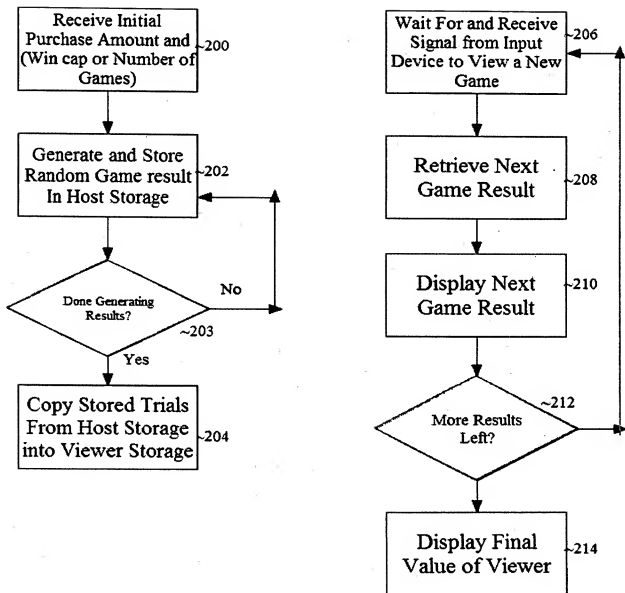 Receive Initial
Purchase Amount and
(Win cap or Number of
Games)
~200
Generate and Store
Random Game result
In Host Storage
~202
Done Generating
Results?
No
~203
Yes
Copy Stored Trials
From Host Storage
into Viewer Storage
~204
Wait For and Receive
Signal from Input
Device to View a New
Game
~206
Retrieve Next
Game Result
~208
Display Next
Game Result
~210
More Results
Left?
~212
Display Final
Value of Viewer
~214